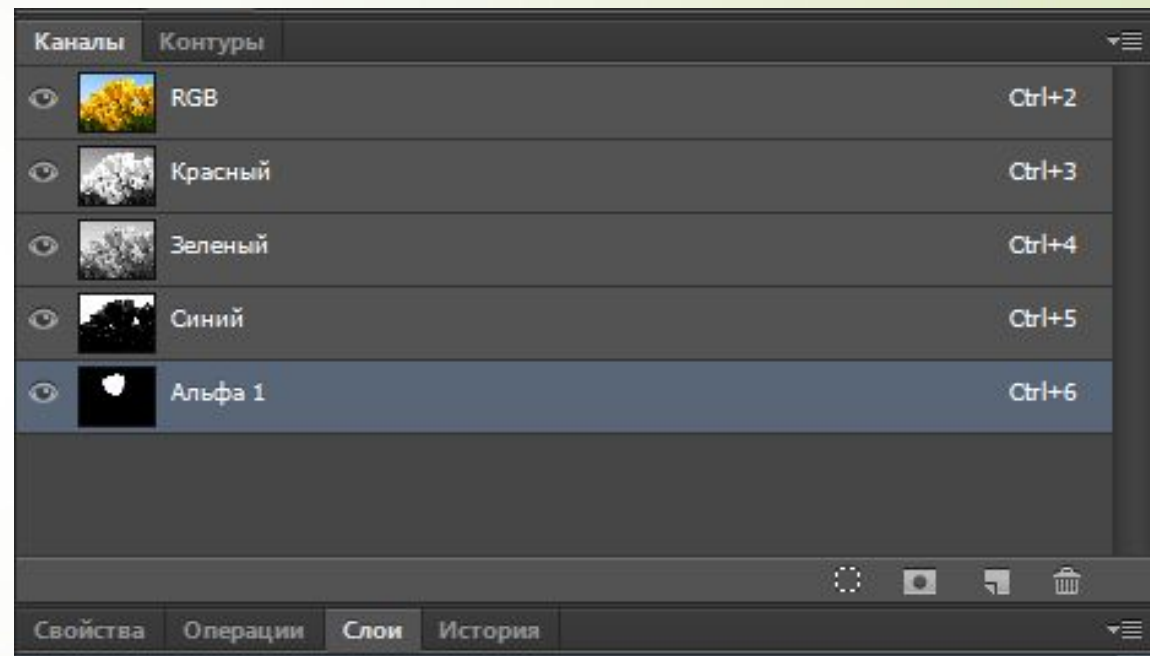 Каналы Контуры
RGB Ctrl+2
Красный Ctrl+3
Зеленый Ctrl+4
Синий Ctrl+5
Альфа 1 Ctrl+6
Свойства Операции Слои История